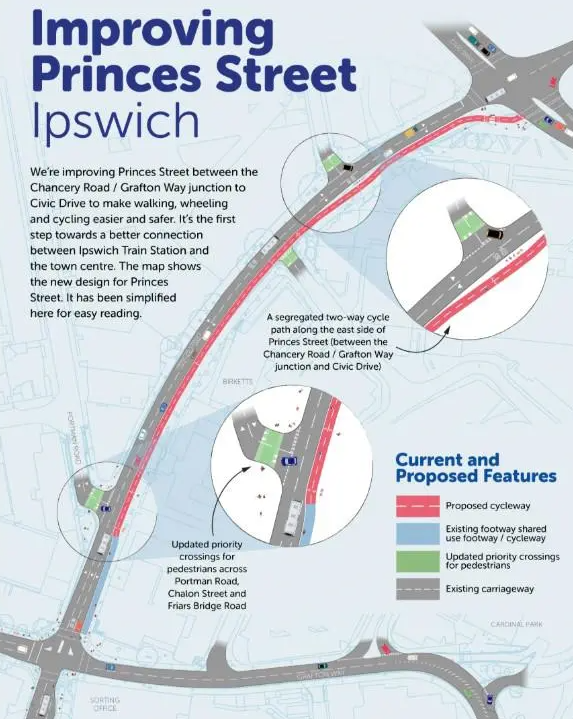 Improving
Princes Street
Ipswich
We're improving Princes Street between the
Chancery Road / Grafton Way junction to
Civic Drive to make walking, wheeling
and cycling easier and safer. It's the first
step towards a better connection
between Ipswich Train Station and
the town centre. The map shows
the new design for Princes
Street. It has been simplified
here for easy reading.
A segregated two-way cycle
path along the east side of
Princes Street (between the
Chancery Road / Grafton Way
junction and Civic Drive)
BIRKETTS
PORTMAN ROAD
Current and
Proposed Features
Proposed cycleway
Existing footway shared
use footway / cycleway
Updated priority crossings
for pedestrians
Existing carriageway
Updated priority
crossings for
pedestrians across
Portman Road,
Chalon Street and
Friars Bridge Road
CARDINAL PARK
GRAFTON WAY
SORTING
OFFICE